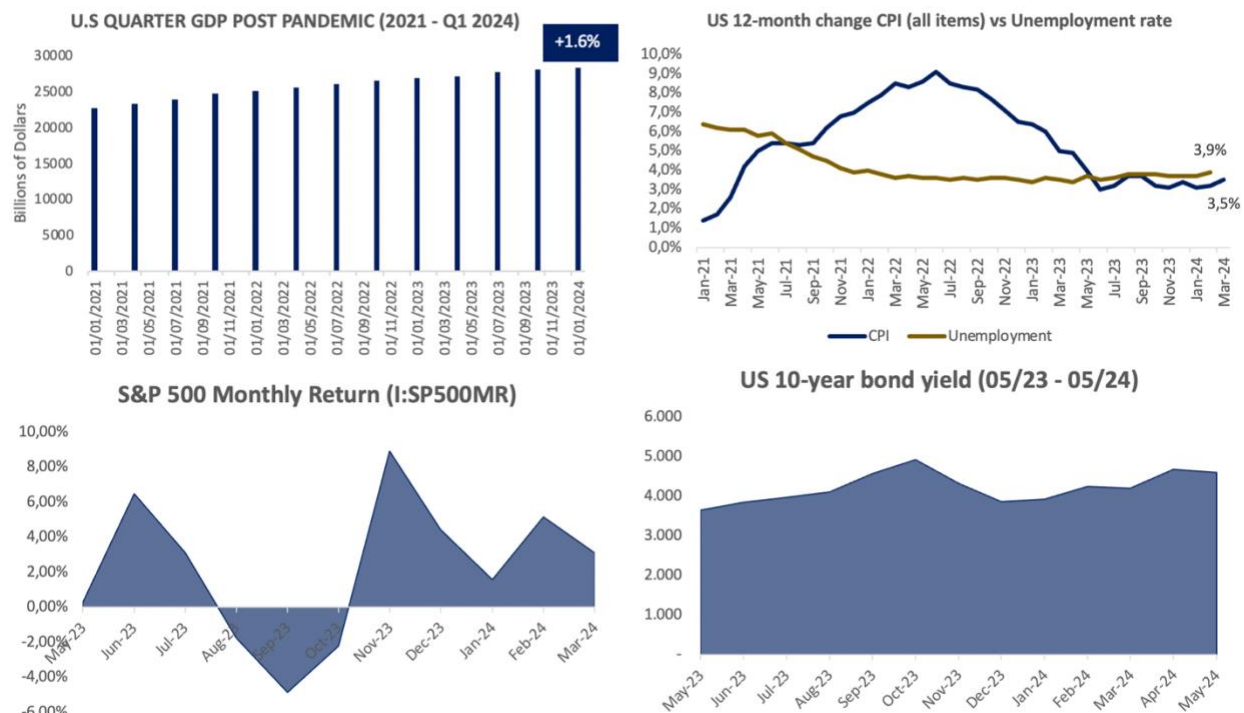 U.S QUARTER GDP POST PANDEMIC (2021 - Q1 2024)
+1.6%
Billions of Dollars
30000
25000
20000
15000
10000
5000
0
01/01/2021
01/03/2021
01/05/2021
01/07/2021
01/09/2021
01/11/2021
01/01/2022
01/03/2022
01/05/2022
01/07/2022
01/09/2022
01/11/2022
01/01/2023
01/03/2023
01/05/2023
01/07/2023
01/09/2023
01/11/2023
01/01/2024
US 12-month change CPI (all items) vs Unemployment rate
10,0%
9,0%
8,0%
7,0%
6,0%
5,0%
4,0%
3,0%
2,0%
1,0%
0,0%
3,9%
3,5%
Jan-21
Mar-21
May-21
Jul-21
Sep-21
Nov-21
Jan-22
Mar-22
May-22
Jul-22
Sep-22
Nov-22
Jan-23
Mar-23
May-23
Jul-23
Sep-23
Nov-23
Jan-24
Mar-24
CPI
Unemployment
S&P 500 Monthly Return (I:SP500MR)
10,00%
8,00%
6,00%
4,00%
2,00%
0,00%
-2,00%
-4,00%
-6,00%
May-23
Jun-23
Jul-23
Aug-23
Sep-23
Oct-23
Nov-23
Dec-23
Jan-24
Feb-24
Mar-24
US 10-year bond yield (05/23 - 05/24)
6.000
5.000
4.000
3.000
2.000
1.000
-
May-23
Jun-23
Jul-23
Aug-23
Sep-23
Oct-23
Nov-23
Dec-23
Jan-24
Feb-24
Mar-24
Apr-24
May-24